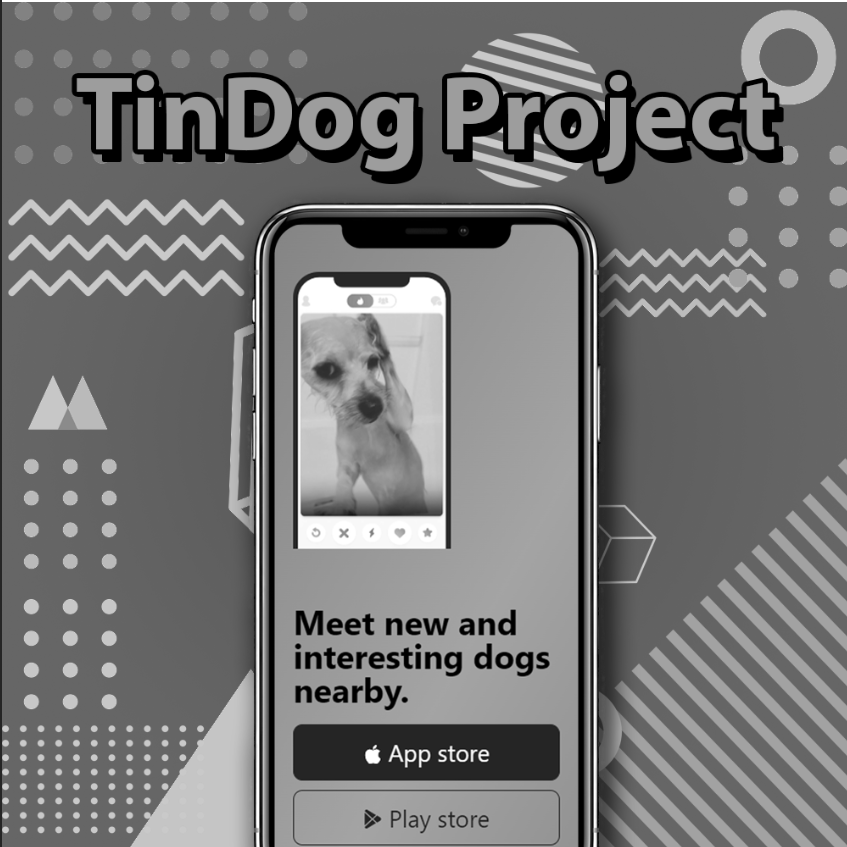 TinDog Project
Meet new and
interesting dogs
nearby.
App store
Play store